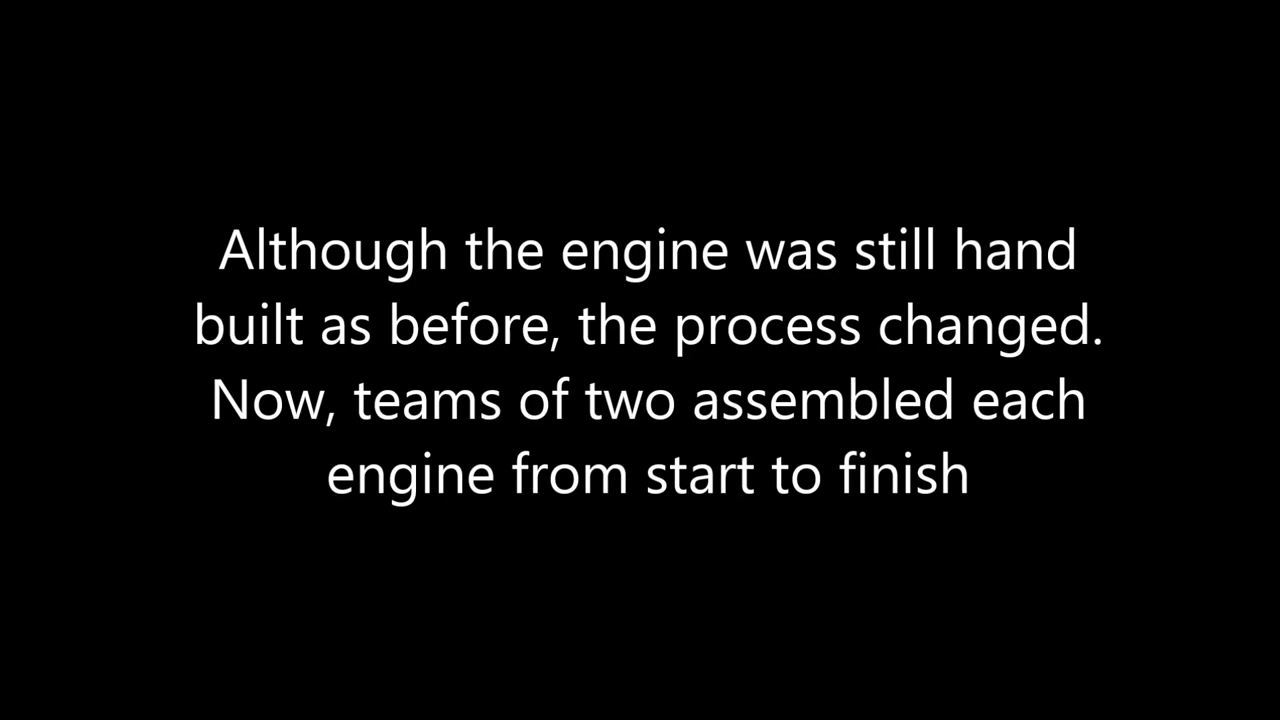 Although the engine was still hand
built as before, the process changed.
Now, teams of two assembled each
engine from start to finish